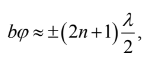 bφ ≈ ±(2n+1) λ/2,